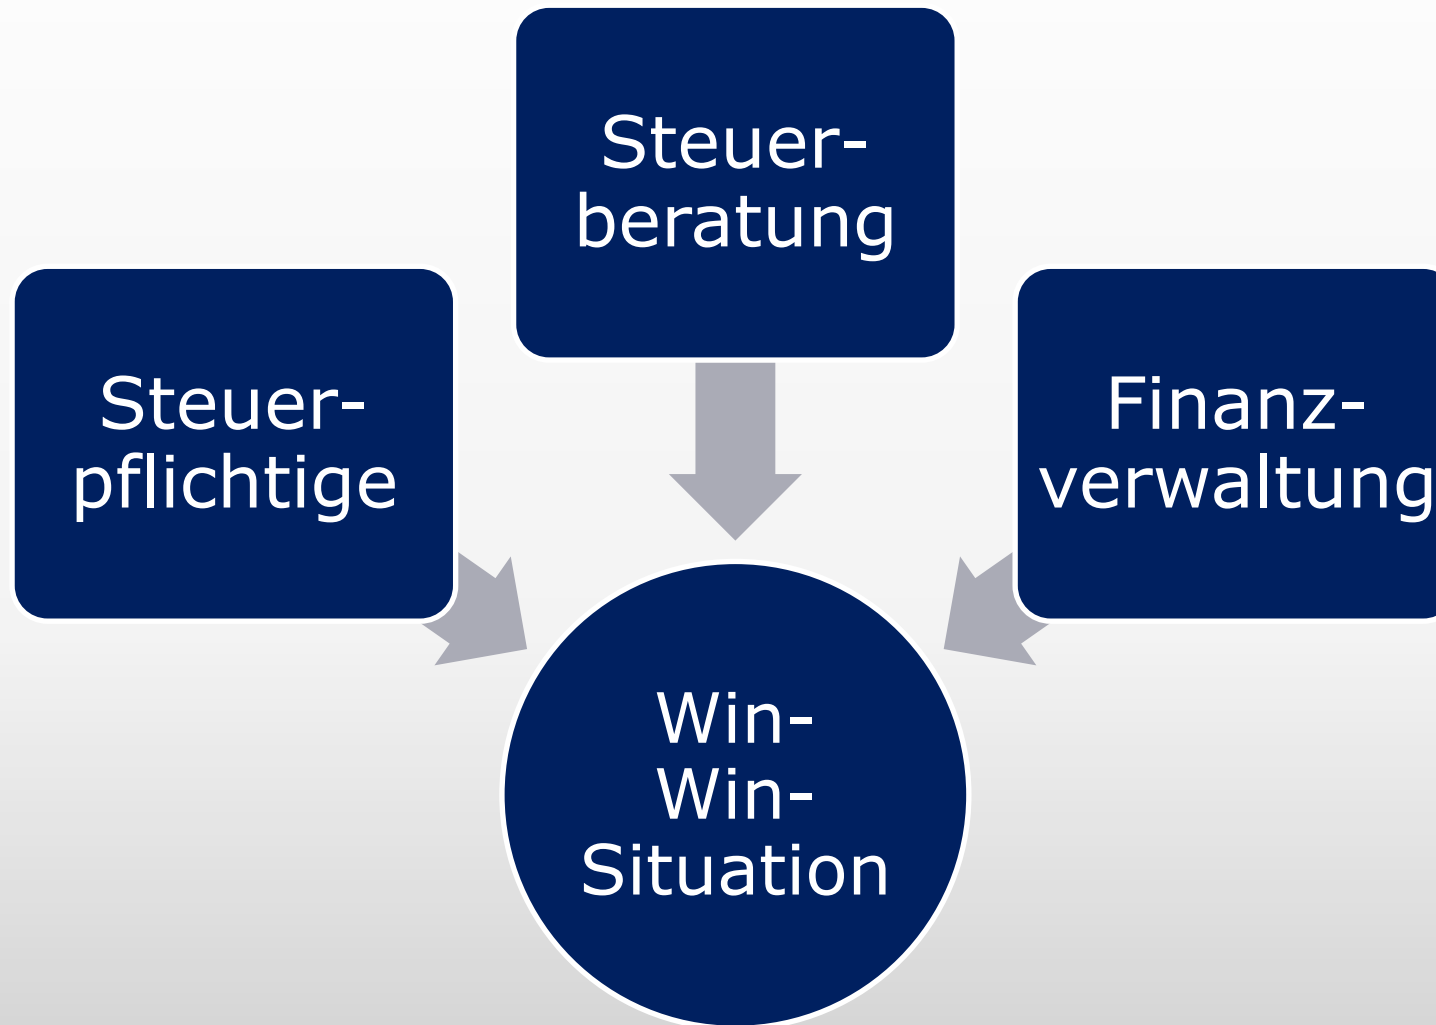 Steuer-
beratung
Steuer-
pflichtige
Finanz-
verwaltung
Win-
Win-
Situation